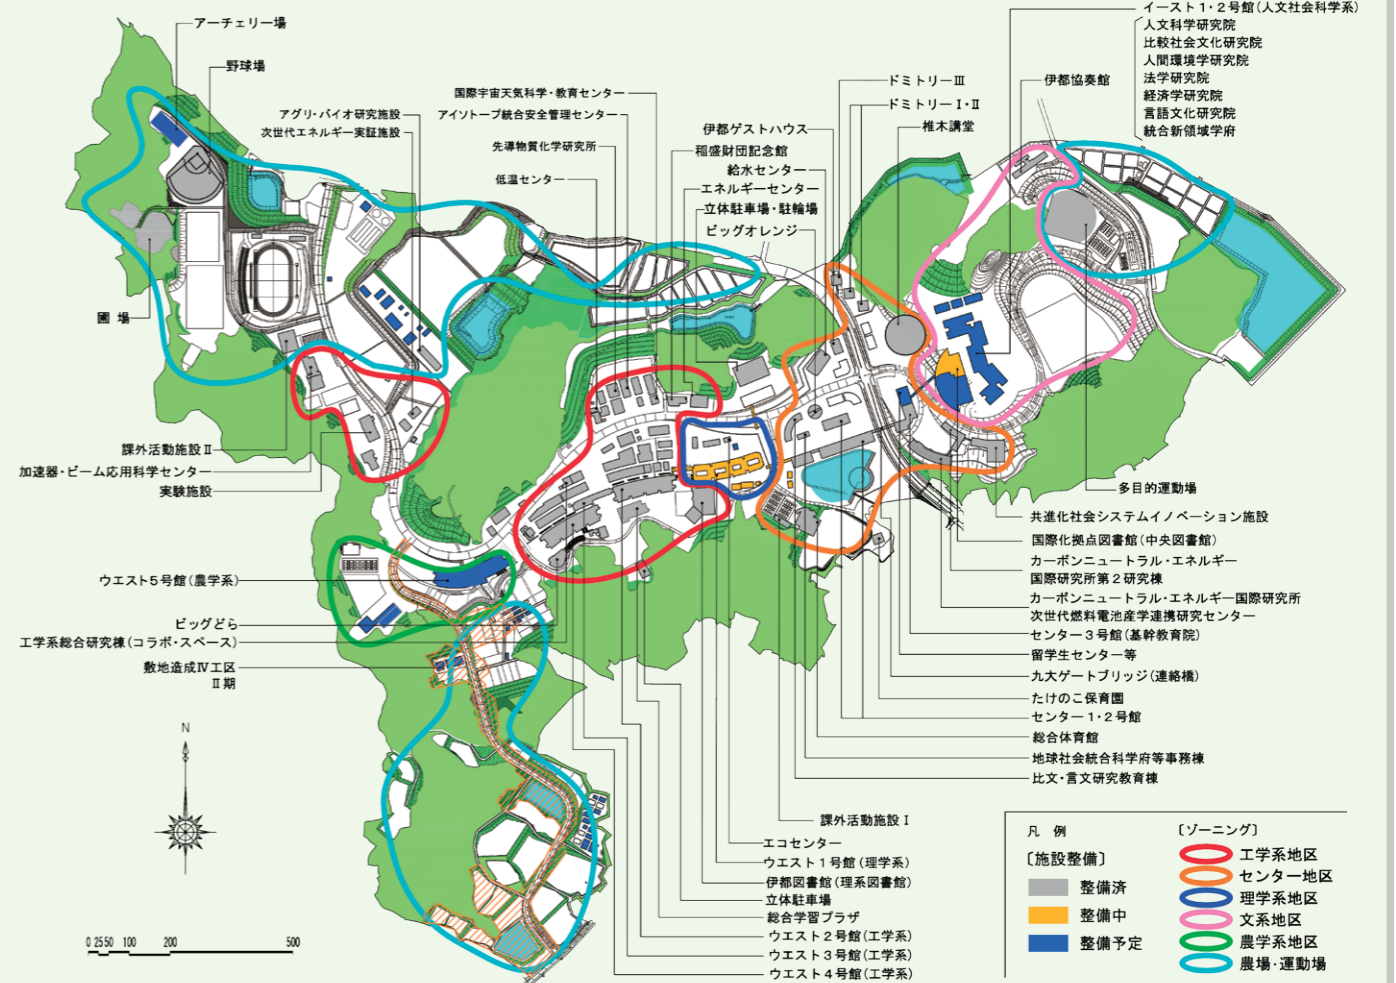 アーチェリー場
野球場
アグリ・バイオ研究施設
次世代エネルギー実証施設
国際宇宙天気科学・教育センター
アイソトープ統合安全管理センター
先導物質化学研究所
低温センター
伊都ゲストハウス
稲盛財団記念館
給水センター
エネルギーセンター
立体駐車場・駐輪場
ビッグオレンジ
ドミトリーⅢ
ドミトリーⅠ・Ⅱ
椎木講堂
伊都協奏館
イースト1・2号館(人文社会科学系)
人文科学研究院
比較社会文化研究院
人間環境学研究院
法学研究院
経済学研究院
言語文化研究院
統合新領域学府
圃場
課外活動施設Ⅱ
加速器・ビーム応用科学センター
実験施設
ウエスト5号館(農学系)
ビッグどら
工学系総合研究棟(コラボ・スペース)
敷地造成Ⅳ工区
Ⅱ期
多目的運動場
共進化社会システムイノベーション施設
国際化拠点図書館(中央図書館)
カーボンニュートラル・エネルギー
国際研究所第2研究棟
カーボンニュートラル・エネルギー国際研究所
次世代燃料電池産学連携研究センター
センター3号館(基幹教育院)
留学生センター等
九大ゲートブリッジ(連絡橋)
たけのこ保育園
センター1・2号館
総合体育館
地球社会統合科学府等事務棟
比文・言文研究教育棟
課外活動施設Ⅰ
エコセンター
ウエスト1号館(理学系)
伊都図書館(理系図書館)
立体駐車場
総合学習プラザ
ウエスト2号館(工学系)
ウエスト3号館(工学系)
ウエスト4号館(工学系)
N
0 25 50 100 200 500
凡 例
〔施設整備〕
整備済
整備中
整備予定
〔ゾーニング〕
工学系地区
センター地区
理学系地区
文系地区
農学系地区
農場・運動場